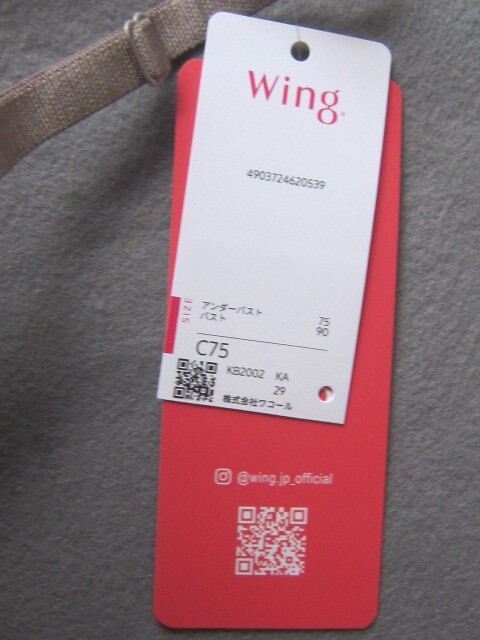 Wing
4903724620539
SIZE
アンダーバスト 75
バスト 90
C75
KB2002 KA
29
株式会社ワコール
@wing.jp_official